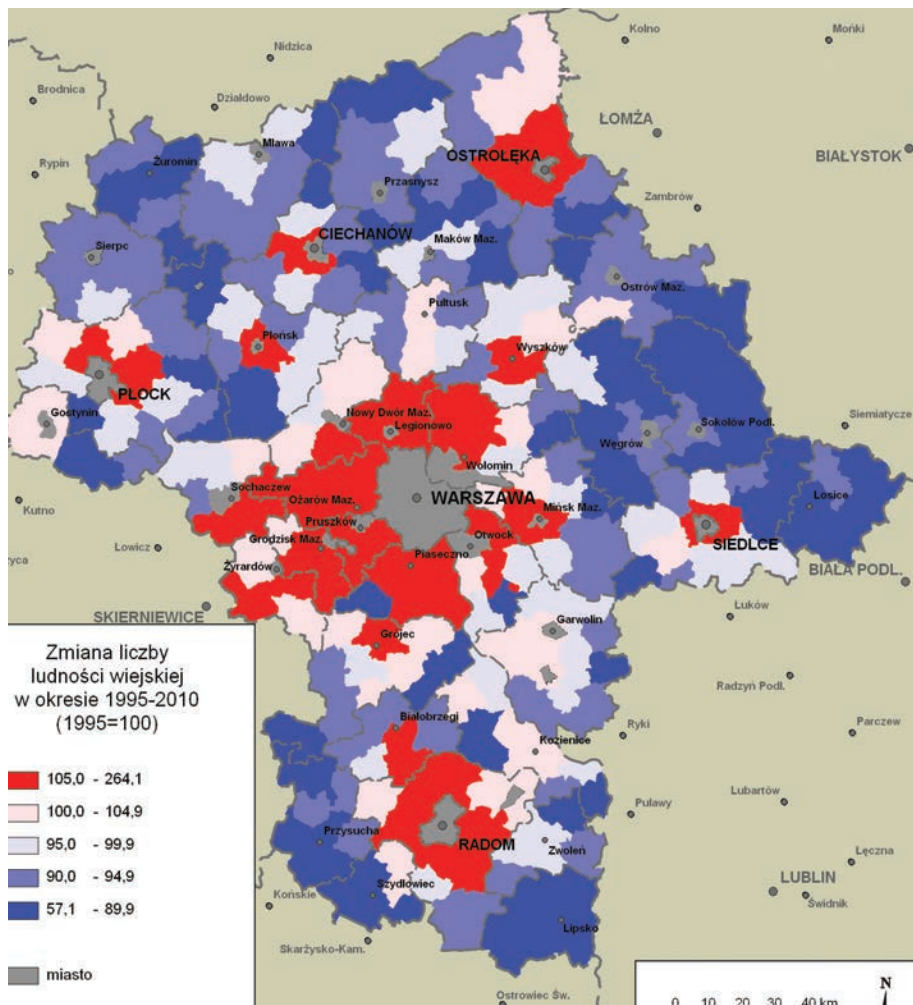 Kolno
Mońki
Nidzica
Brodnica
Działdowo
ŁOMŻA
Mława
OSTROŁĘKA
BIAŁYSTOK
Rypin
Żuromin
Przasnysz
Zambrów
CIECHANÓW
Sierpc
Maków Maz.
Ostrów Maz.
Pułtusk
Płońsk
Wyszków
PŁOCK
Gostynin
Nowy Dwór Maz.
Legionowo
Siemiatycze
Sokołów Podl.
Węgrów
Wołomin
Sochaczew
WARSZAWA
Kutno
Ożarów Maz.
Mińsk Maz.
Łosice
Pruszków
Otwock
SIEDLCE
Grodzisk Maz.
Łowicz
Piaseczno
życa
Żyrardów
BIAŁA PODL.
SKIERNIEWICE
Łuków
Garwolin
Grójec
Zmiana liczby
ludności wiejskiej
w okresie 1995-2010
(1995=100)
Radzyń Podl.
Białobrzegi
Ryki
Parczew
Kozienice
105,0 - 264,1
100,0 - 104,9
95,0 - 99,9
90,0 - 94,9
57,1 - 89,9
miasto
Puławy
Lubartów
Przysucha
RADOM
Zwoleń
Łęczna
Szydłowiec
LUBLIN
Końskie
Świdnik
Lipsko
Skarżysko-Kam.
Ostrowiec Św.
N
0 10 20 30 40 km